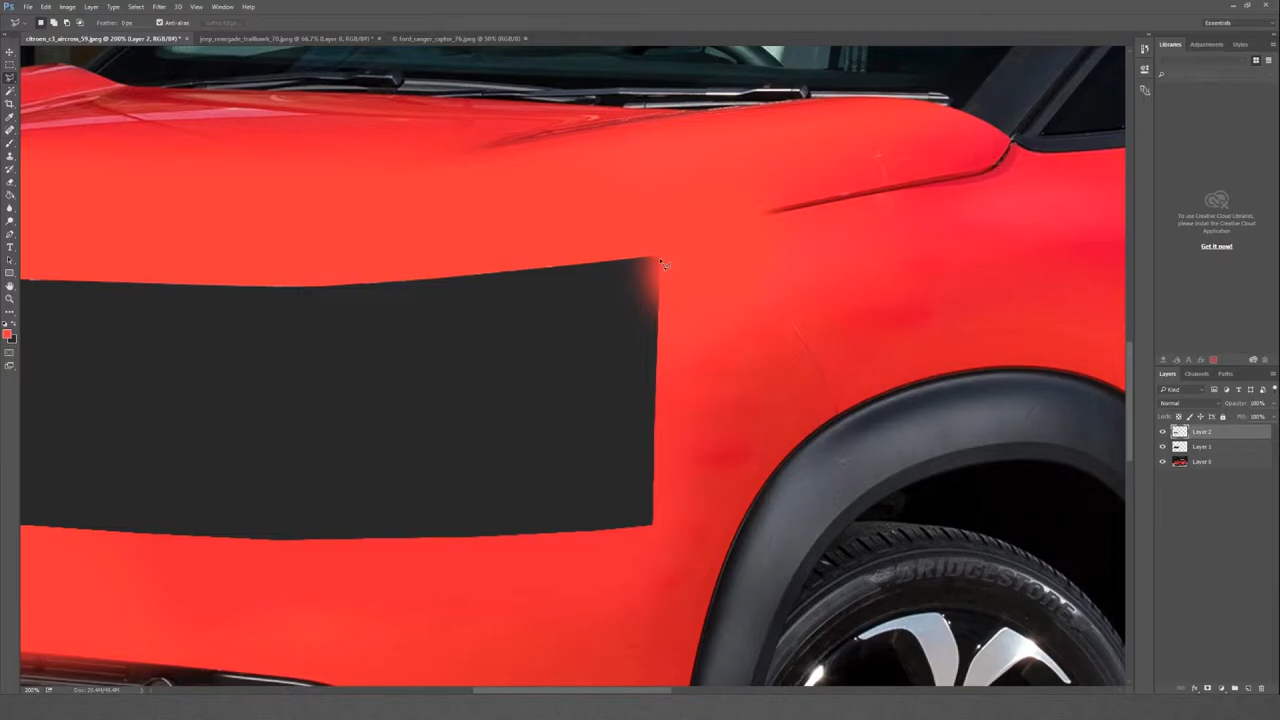 Ps File Edit Image Layer Type Select Filter 3D View Window Help
Feather: 0 px Anti-alias Essentials
citroen_c3_aircross_59.jpeg @ 200% (Layer 2, RGB/8#) * × jeep_renegade_trailhawk_70.jpeg @ 66.7% (Layer 0, RGB/8#) * × © ford_ranger_raptor_76.jpeg @ 50% (RGB/8#) ×
Libraries Adjustments Styles
To use Creative Cloud Libraries,
please install the Creative Cloud
Application
Get it now!
Layers Channels Paths
Kind
Normal Opacity: 100%
Lock: Fill: 100%
Layer 2
Layer 1
Layer 0
BRIDGESTONE
200%